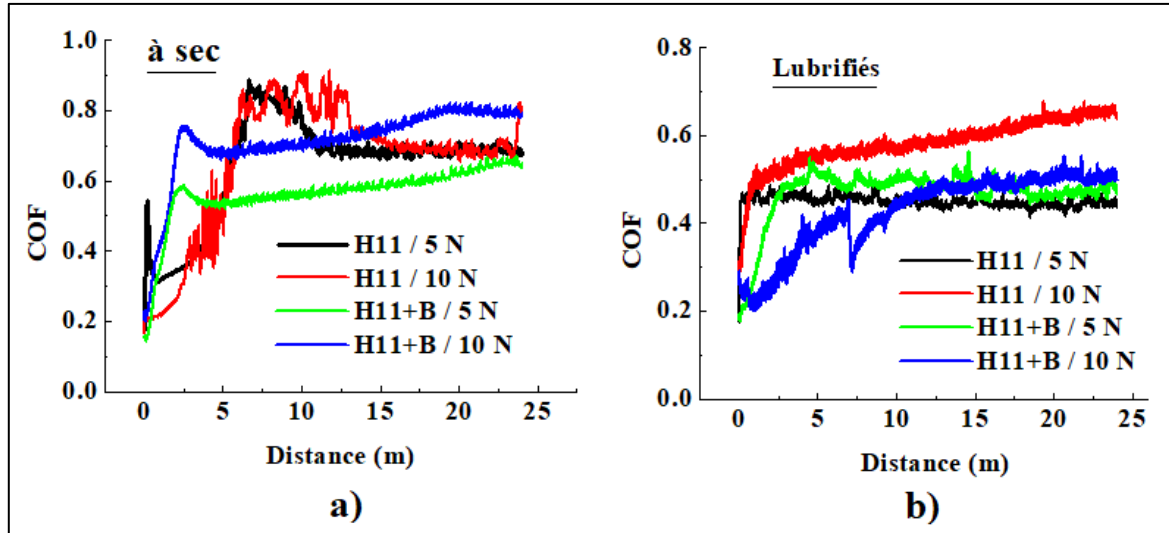 à sec
1.0
0.8
0.6
0.4
0.2
0.0
COF
H11 / 5 N
H11 / 10 N
H11+B / 5 N
H11+B / 10 N
0 5 10 15 20 25
Distance (m)
a)
Lubrifiés
0.8
0.6
0.4
0.2
0.0
COF
H11 / 5 N
H11 / 10 N
H11+B / 5 N
H11+B / 10 N
0 5 10 15 20 25
Distance (m)
b)